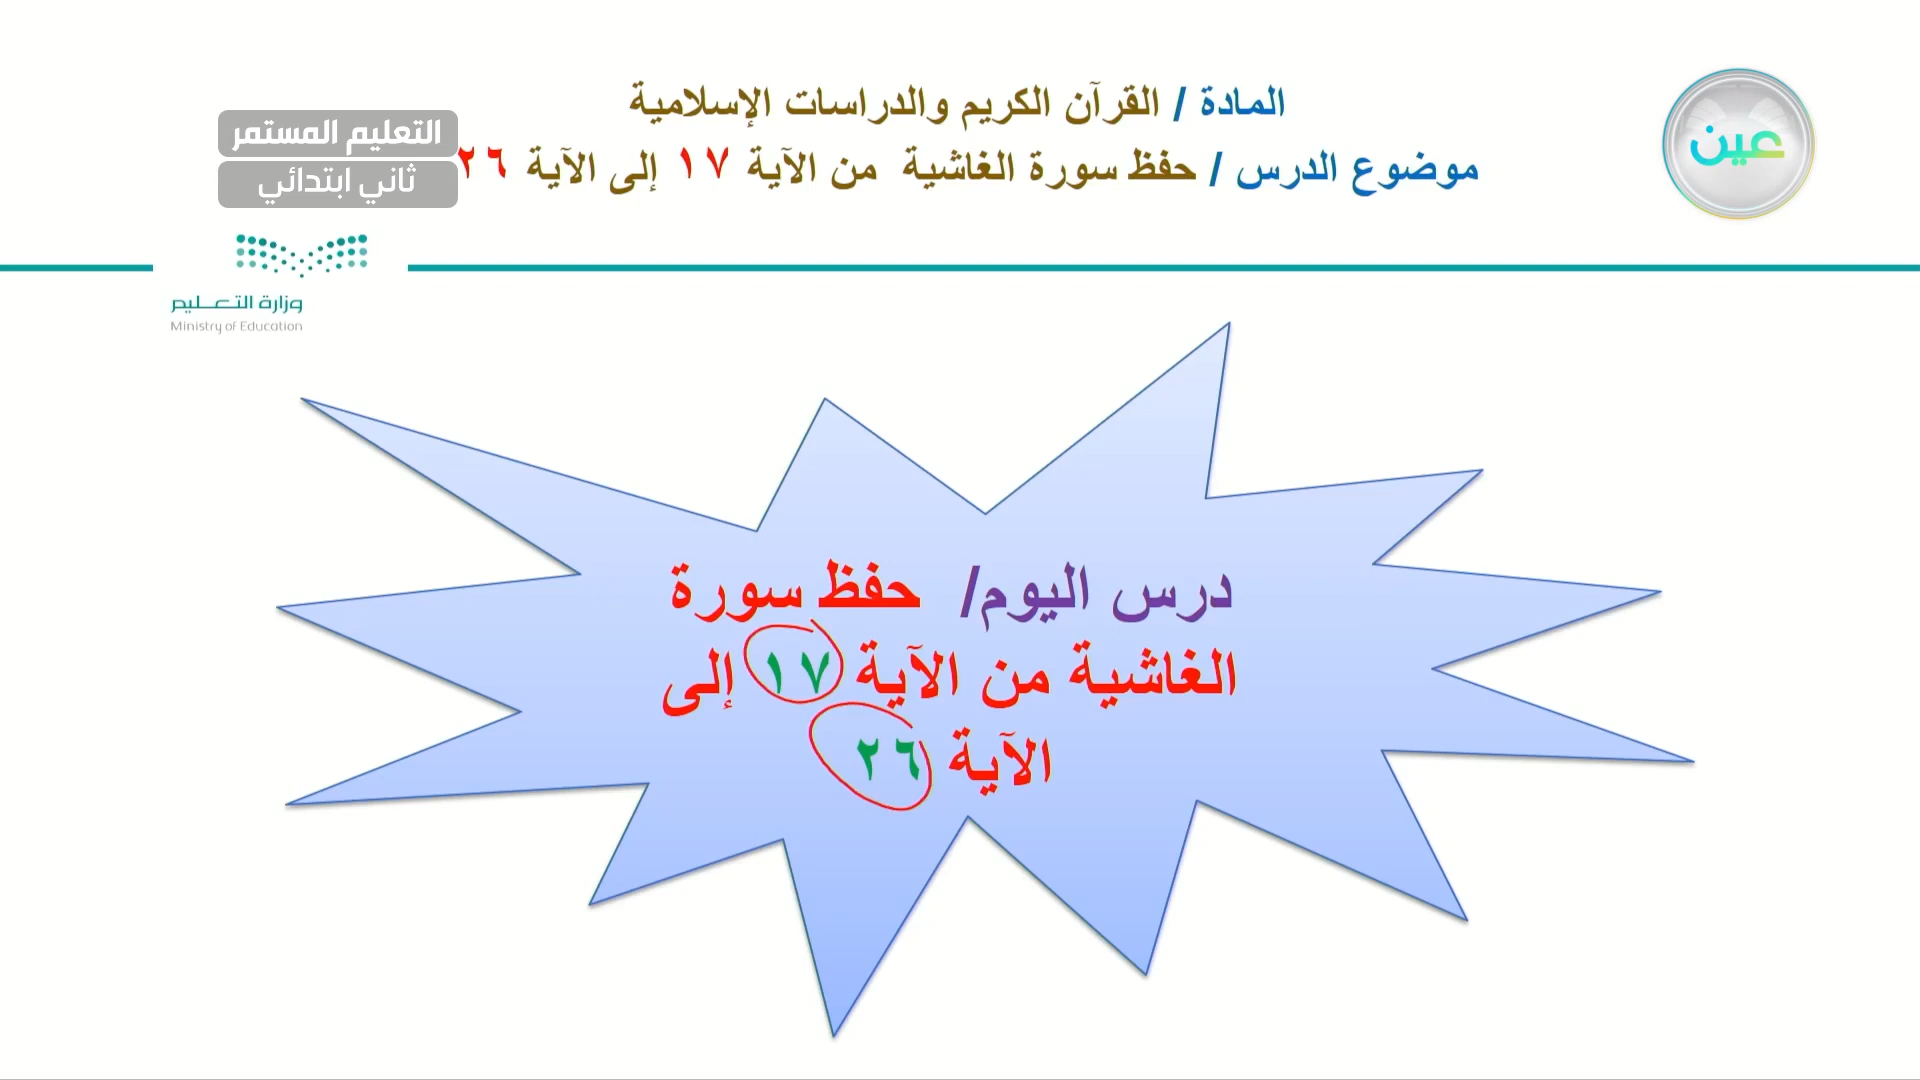 المادة / القرآن الكريم والدراسات الإسلامية
موضوع الدرس / حفظ سورة الغاشية من الآية ١٧ إلى الآية ٢٦
عين
التعليم المستمر
ثاني ابتدائي
وزارة التعليم
Ministry of Education
درس اليوم/ حفظ سورة
الغاشية من الآية ١٧ إلى
الآية ٢٦